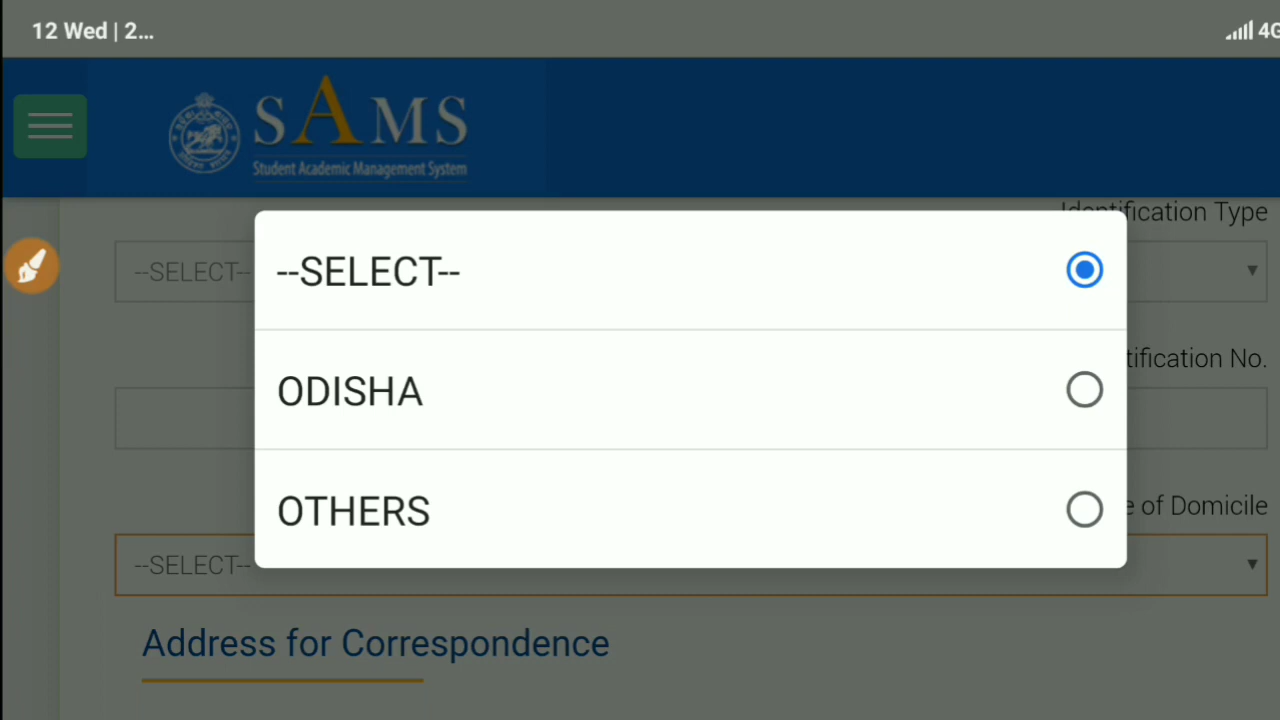 12 Wed | 2...
4G
SAMS
Student Academic Management System
Identification Type
--SELECT--
--SELECT--
ODISHA
tification No.
OTHERS
e of Domicile
--SELECT--
Address for Correspondence